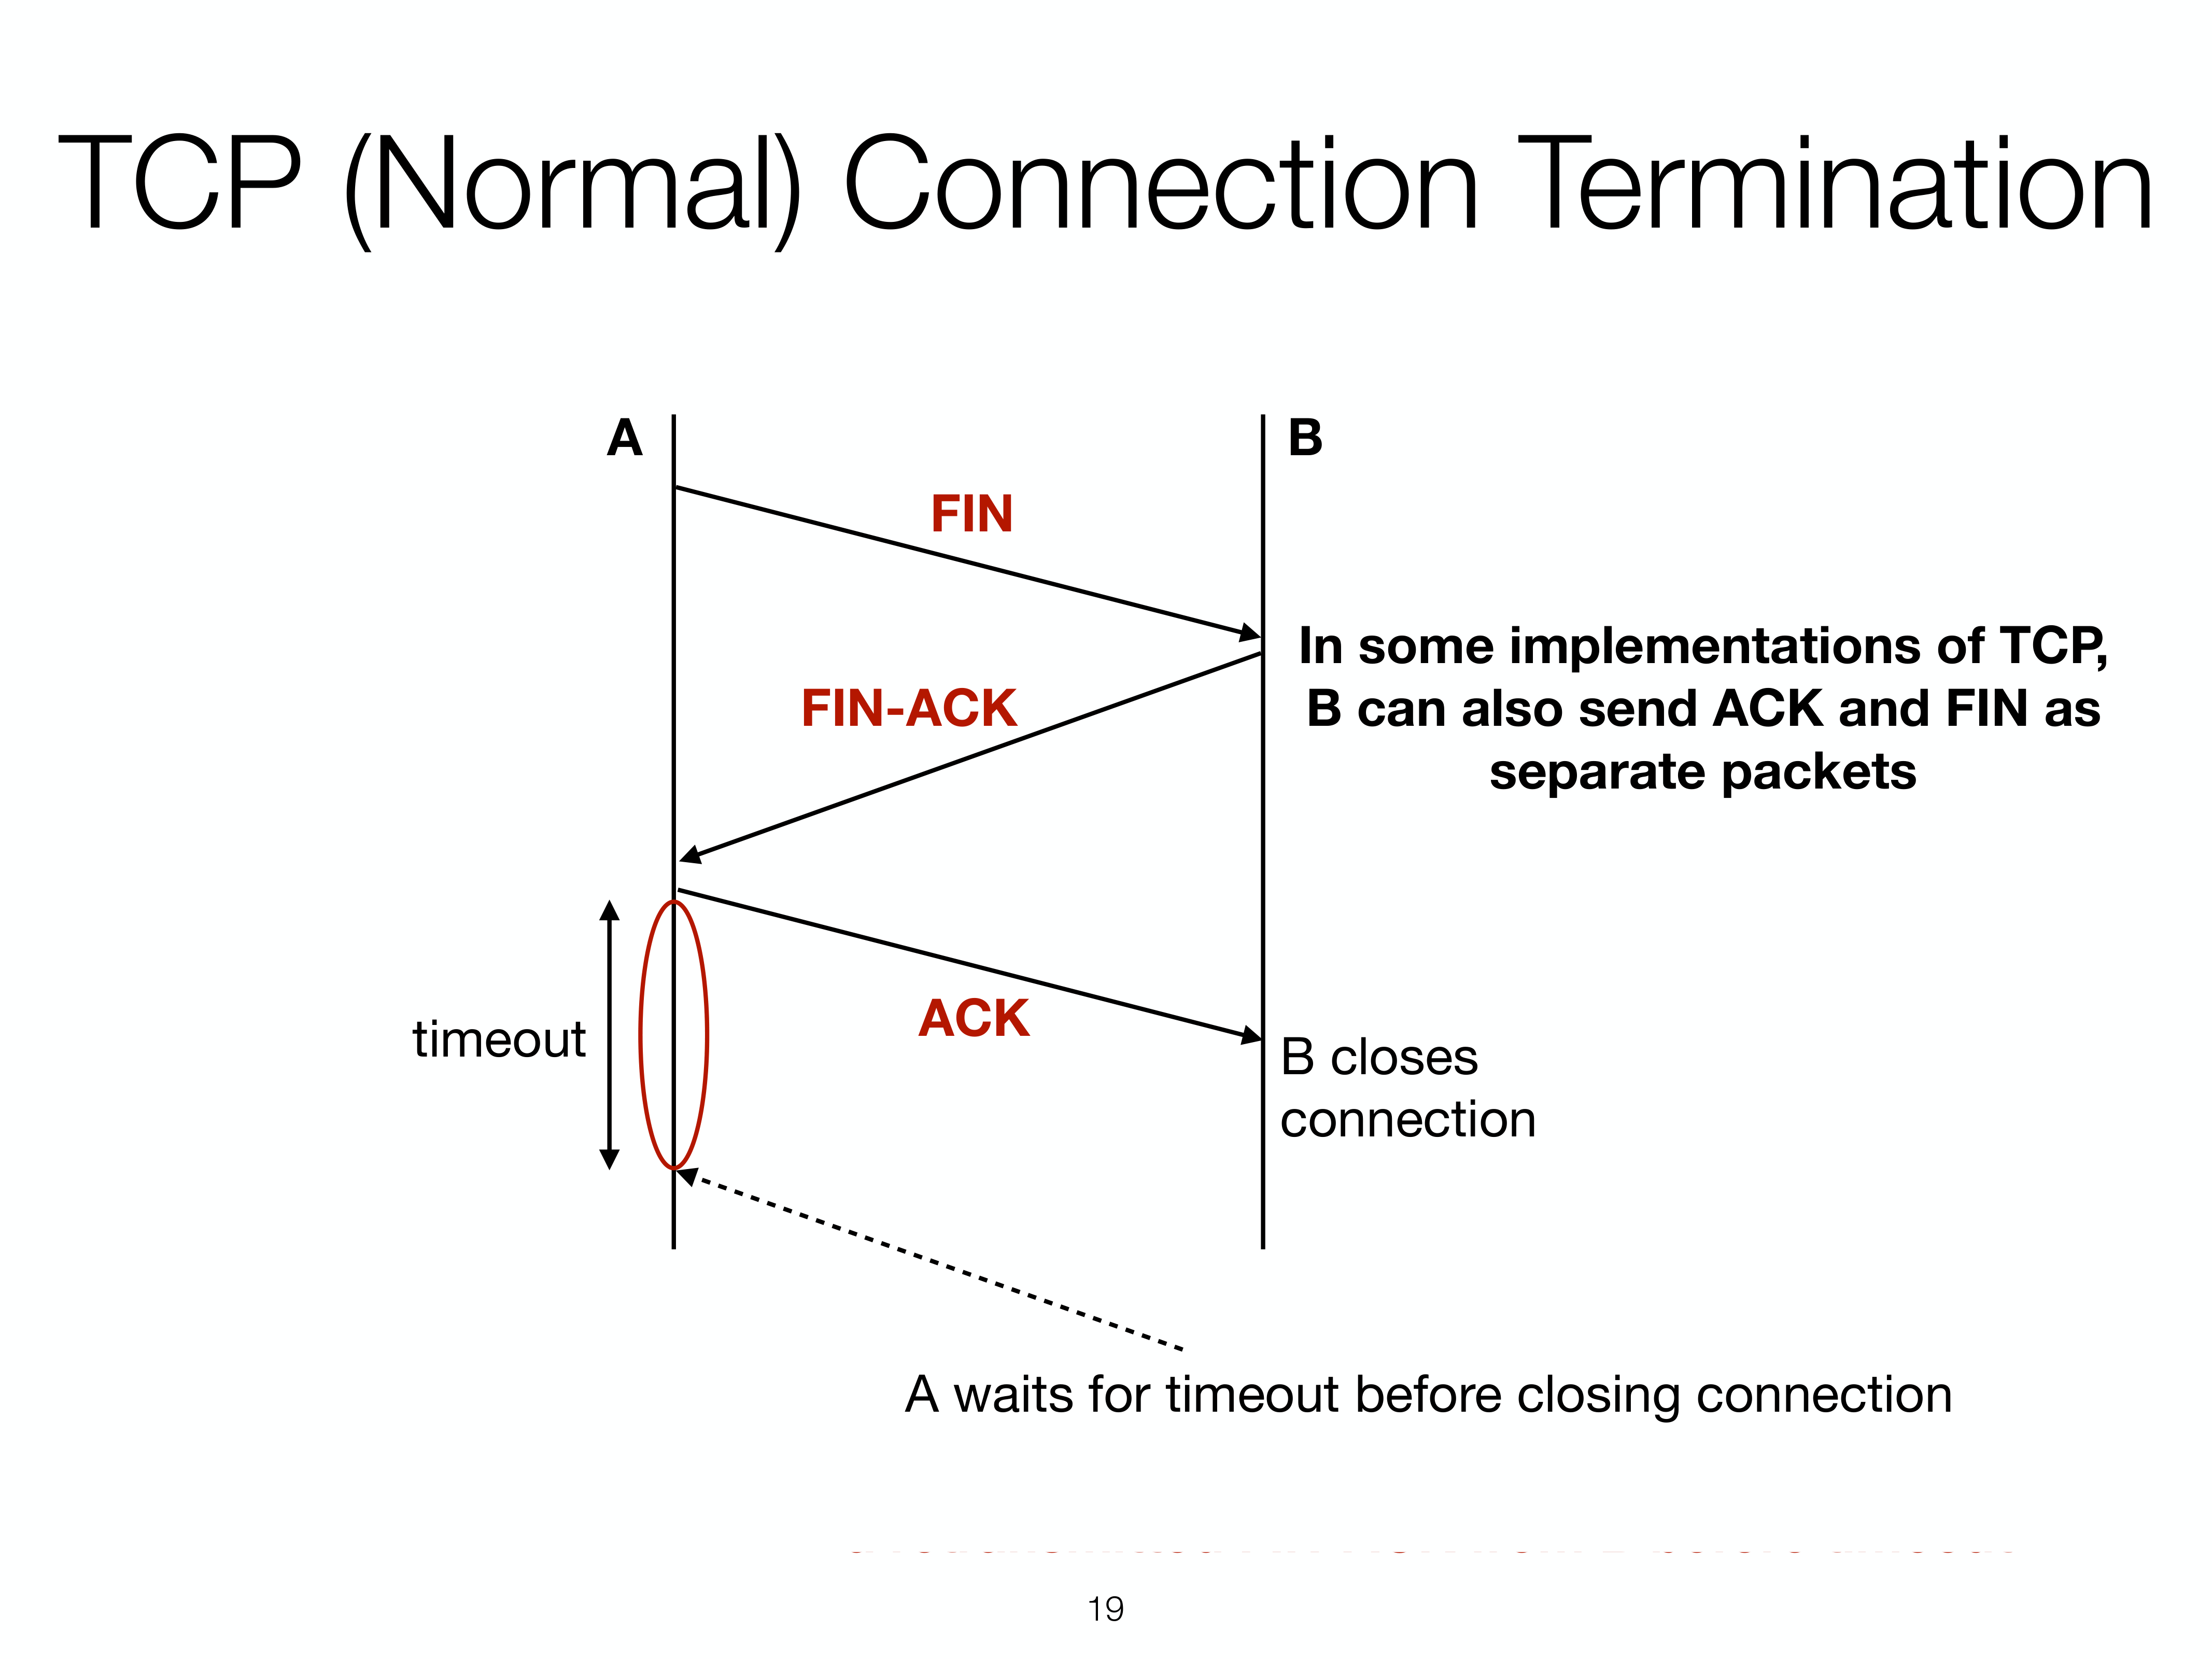 TCP (Normal) Connection Termination
A
B
FIN
In some implementations of TCP,
B can also send ACK and FIN as
separate packets
FIN-ACK
ACK
timeout
B closes
connection
A waits for timeout before closing connection
19